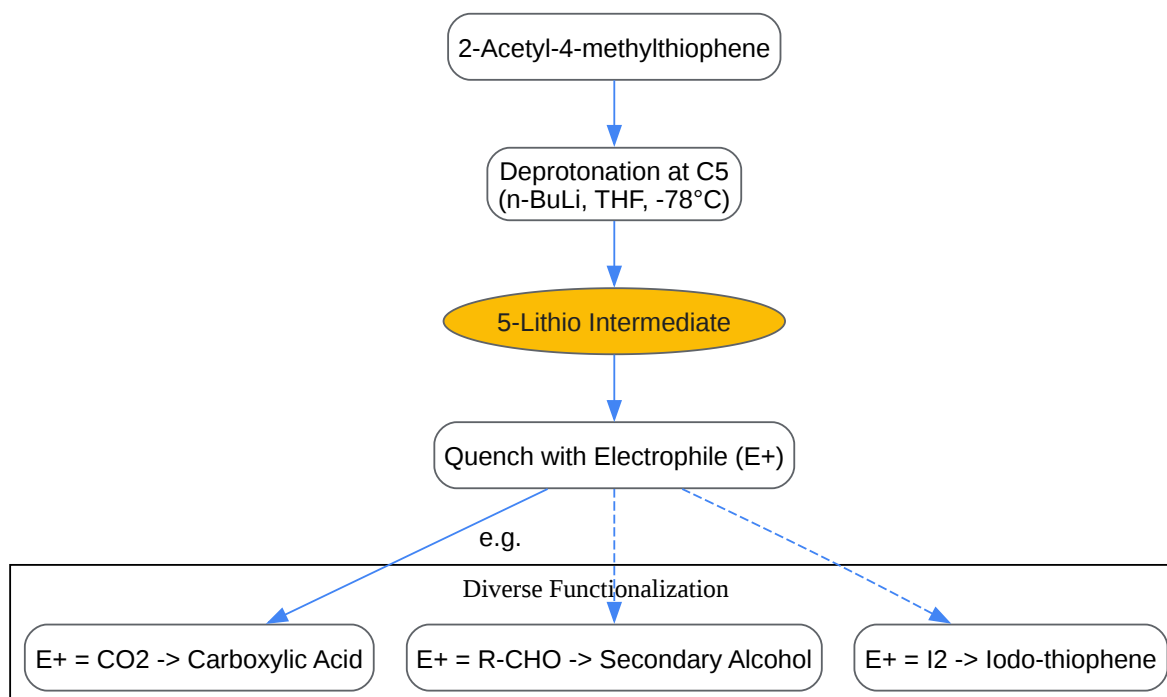 2-Acetyl-4-methylthiophene
Deprotonation at C5
(n-BuLi, THF, -78°C)
5-Lithio Intermediate
Quench with Electrophile (E+)
e.g.
Diverse Functionalization
E+ = CO2 -> Carboxylic Acid
E+ = R-CHO -> Secondary Alcohol
E+ = I2 -> Iodo-thiophene